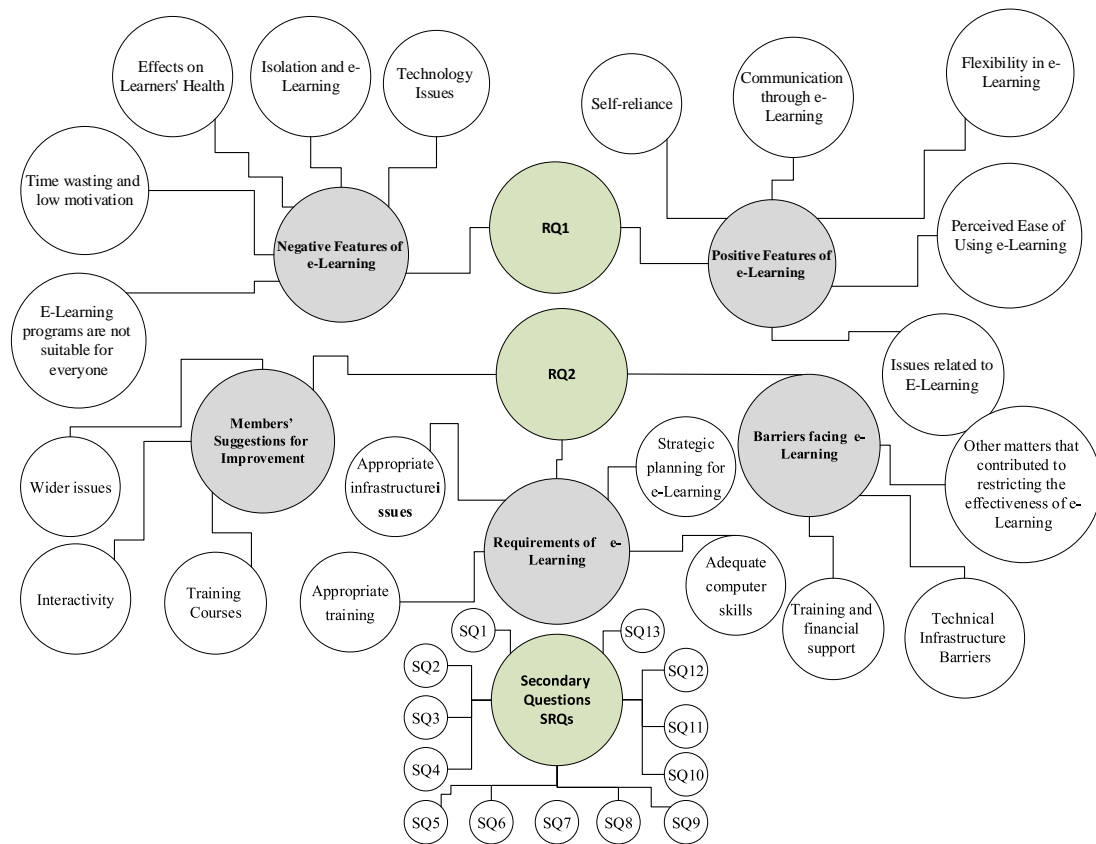 Effects on
Learners' Health
Isolation and e-
Learning
Technology
Issues
Self-reliance
Communication
through e-
Learning
Flexibility in e-
Learning
Time wasting and
low motivation
Negative Features of
e-Learning
RQ1
Positive Features of
e-Learning
Perceived Ease of
Using e-Learning
E-Learning
programs are not
suitable for
everyone
RQ2
Issues related to
E-Learning
Members'
Suggestions for
Improvement
Barriers facing e-
Learning
Wider issues
Appropriate
infrastructurei
ssues
Strategic
planning for
e-Learning
Other matters that
contributed to
restricting the
effectiveness of e-
Learning
Requirements of e-
Learning
Interactivity
Training
Courses
Appropriate
training
Adequate
computer
skills
Training and
financial
support
Technical
Infrastructure
Barriers
SQ1
SQ13
SQ2
Secondary
Questions
SRQs
SQ12
SQ3
SQ11
SQ4
SQ10
SQ5
SQ6
SQ7
SQ8
SQ9